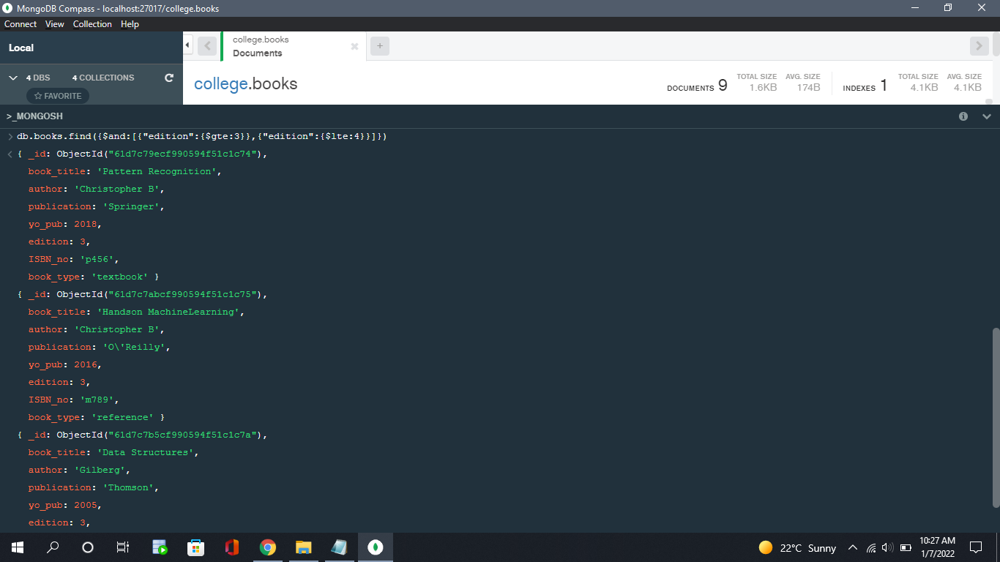 MongoDB Compass - localhost:27017/college.books
Connect View Collection Help
Local
college.books
Documents
4 DBS 4 COLLECTIONS
FAVORITE
college.books
DOCUMENTS 9 TOTAL SIZE 1.6KB AVG. SIZE 174B INDEXES 1 TOTAL SIZE 4.1KB AVG. SIZE 4.1KB
>_MONGOSH
> db.books.find({$and:[{"edition":{$gte:3}},{"edition":{$lte:4}}]})
< { _id: ObjectId("61d7c79ecf990594f51c1c74"),
book_title: 'Pattern Recognition',
author: 'Christopher B',
publication: 'Springer',
yo_pub: 2018,
edition: 3,
ISBN_no: 'p456',
book_type: 'textbook' }
{ _id: ObjectId("61d7c7abcf990594f51c1c75"),
book_title: 'Handson MachineLearning',
author: 'Christopher B',
publication: 'O\'Reilly',
yo_pub: 2016,
edition: 3,
ISBN_no: 'm789',
book_type: 'reference' }
{ _id: ObjectId("61d7c7b5cf990594f51c1c7a"),
book_title: 'Data Structures',
author: 'Gilberg',
publication: 'Thomson',
yo_pub: 2005,
edition: 3,
22°C Sunny
10:27 AM
1/7/2022